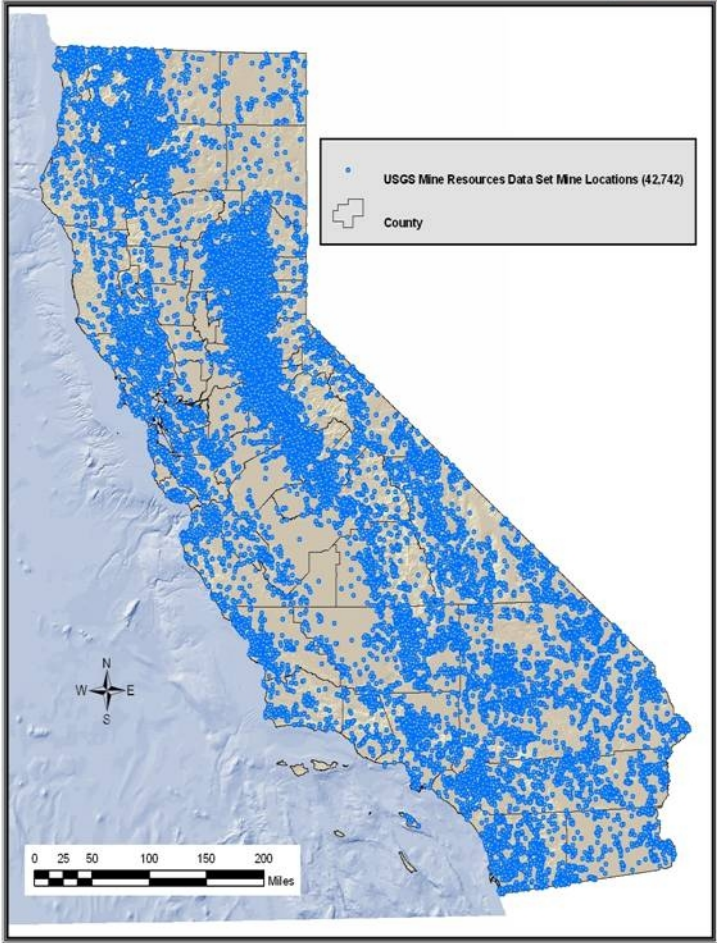 USGS Mine Resources Data Set Mine Locations (42,742)
County
N
W E
S
0 25 50 100 150 200
Miles